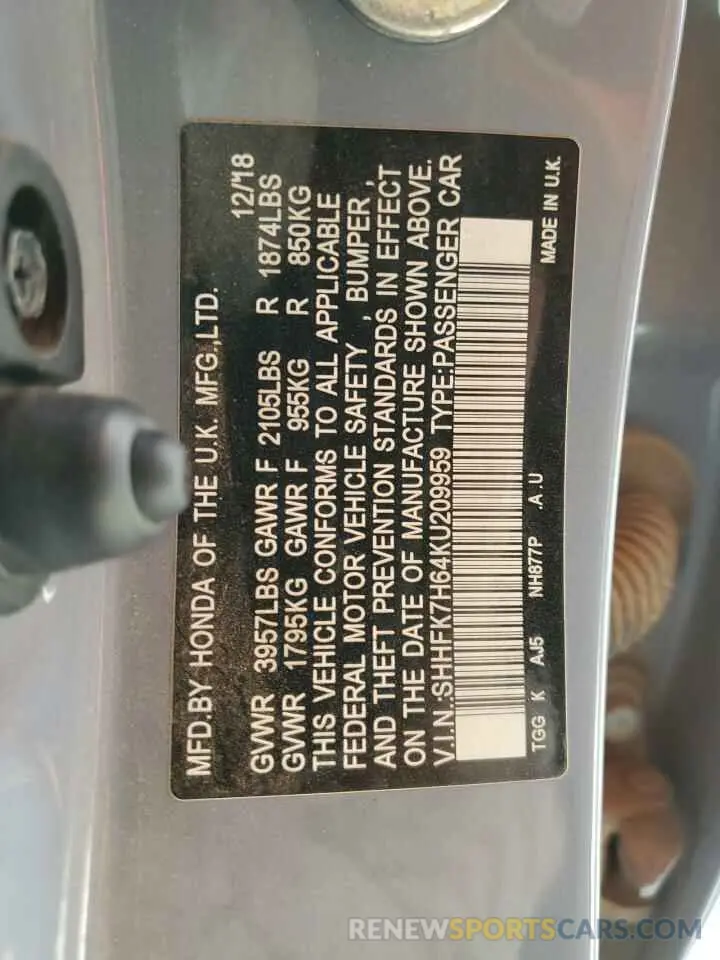 MFD.BY HONDA OF THE U.K. MFG.,LTD.
12/18
GVWR 3957LBS GAWR F 2105LBS R 1874LBS
GVWR 1795KG GAWR F 955KG R 850KG
THIS VEHICLE CONFORMS TO ALL APPLICABLE
FEDERAL MOTOR VEHICLE SAFETY , BUMPER ,
AND THEFT PREVENTION STANDARDS IN EFFECT
ON THE DATE OF MANUFACTURE SHOWN ABOVE.
V.I.N.:SHHFK7H64KU209959 TYPE:PASSENGER CAR
TGG K AJ5 NH877P .A .U MADE IN U.K.
RENEWSPORTSCARS.COM